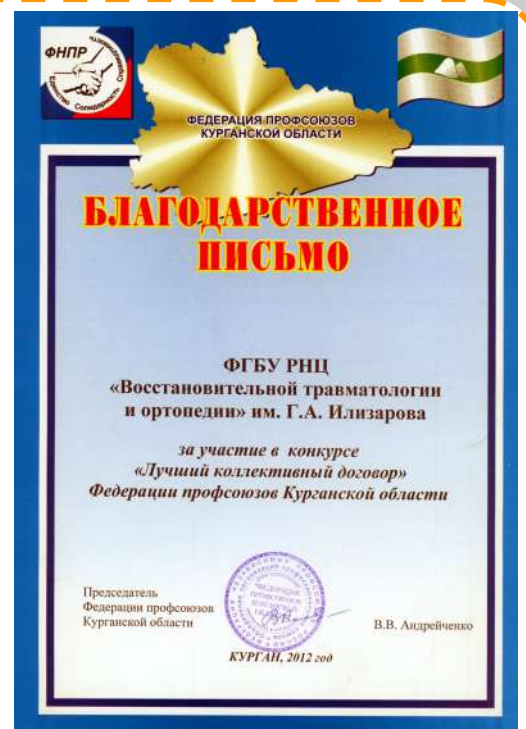 ФНПР
Единство Солидарность Справедливость
ФЕДЕРАЦИЯ ПРОФСОЮЗОВ
КУРГАНСКОЙ ОБЛАСТИ
БЛАГОДАРСТВЕННОЕ
ПИСЬМО
ФГБУ РНЦ
«Восстановительной травматологии
и ортопедии» им. Г.А. Илизарова
за участие в конкурсе
«Лучший коллективный договор»
Федерации профсоюзов Курганской области
Председатель
Федерации профсоюзов
Курганской области
В.В. Андрейченко
КУРГАН, 2012 год